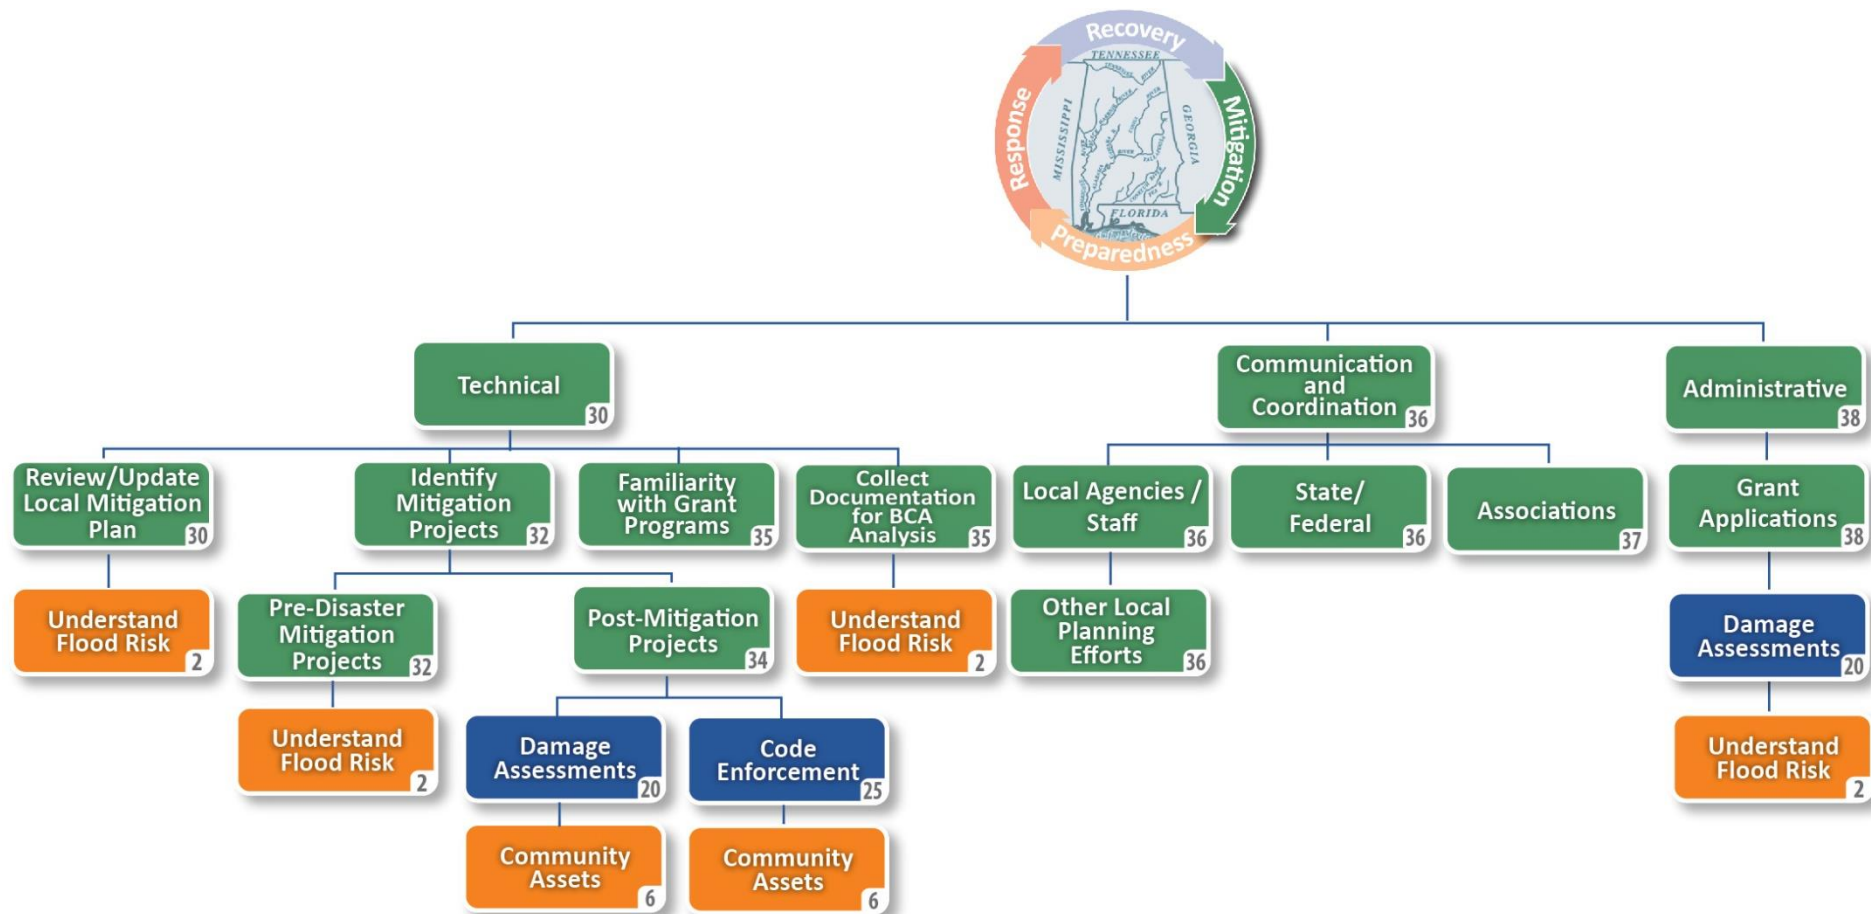 Recovery
Mitigation
Preparedness
Response
TENNESSEE
MISSISSIPPI
GEORGIA
FLORIDA
Technical
30
Communication
and
Coordination
36
Administrative
38
Review/Update
Local Mitigation
Plan
30
Identify
Mitigation
Projects
32
Familiarity
with Grant
Programs
35
Collect
Documentation
for BCA
Analysis
35
Local Agencies /
Staff
36
State/
Federal
36
Associations
37
Grant
Applications
38
Understand
Flood Risk
2
Pre-Disaster
Mitigation
Projects
32
Post-Mitigation
Projects
34
Understand
Flood Risk
2
Other Local
Planning
Efforts
36
Damage
Assessments
20
Understand
Flood Risk
2
Damage
Assessments
20
Code
Enforcement
25
Understand
Flood Risk
2
Community
Assets
6
Community
Assets
6